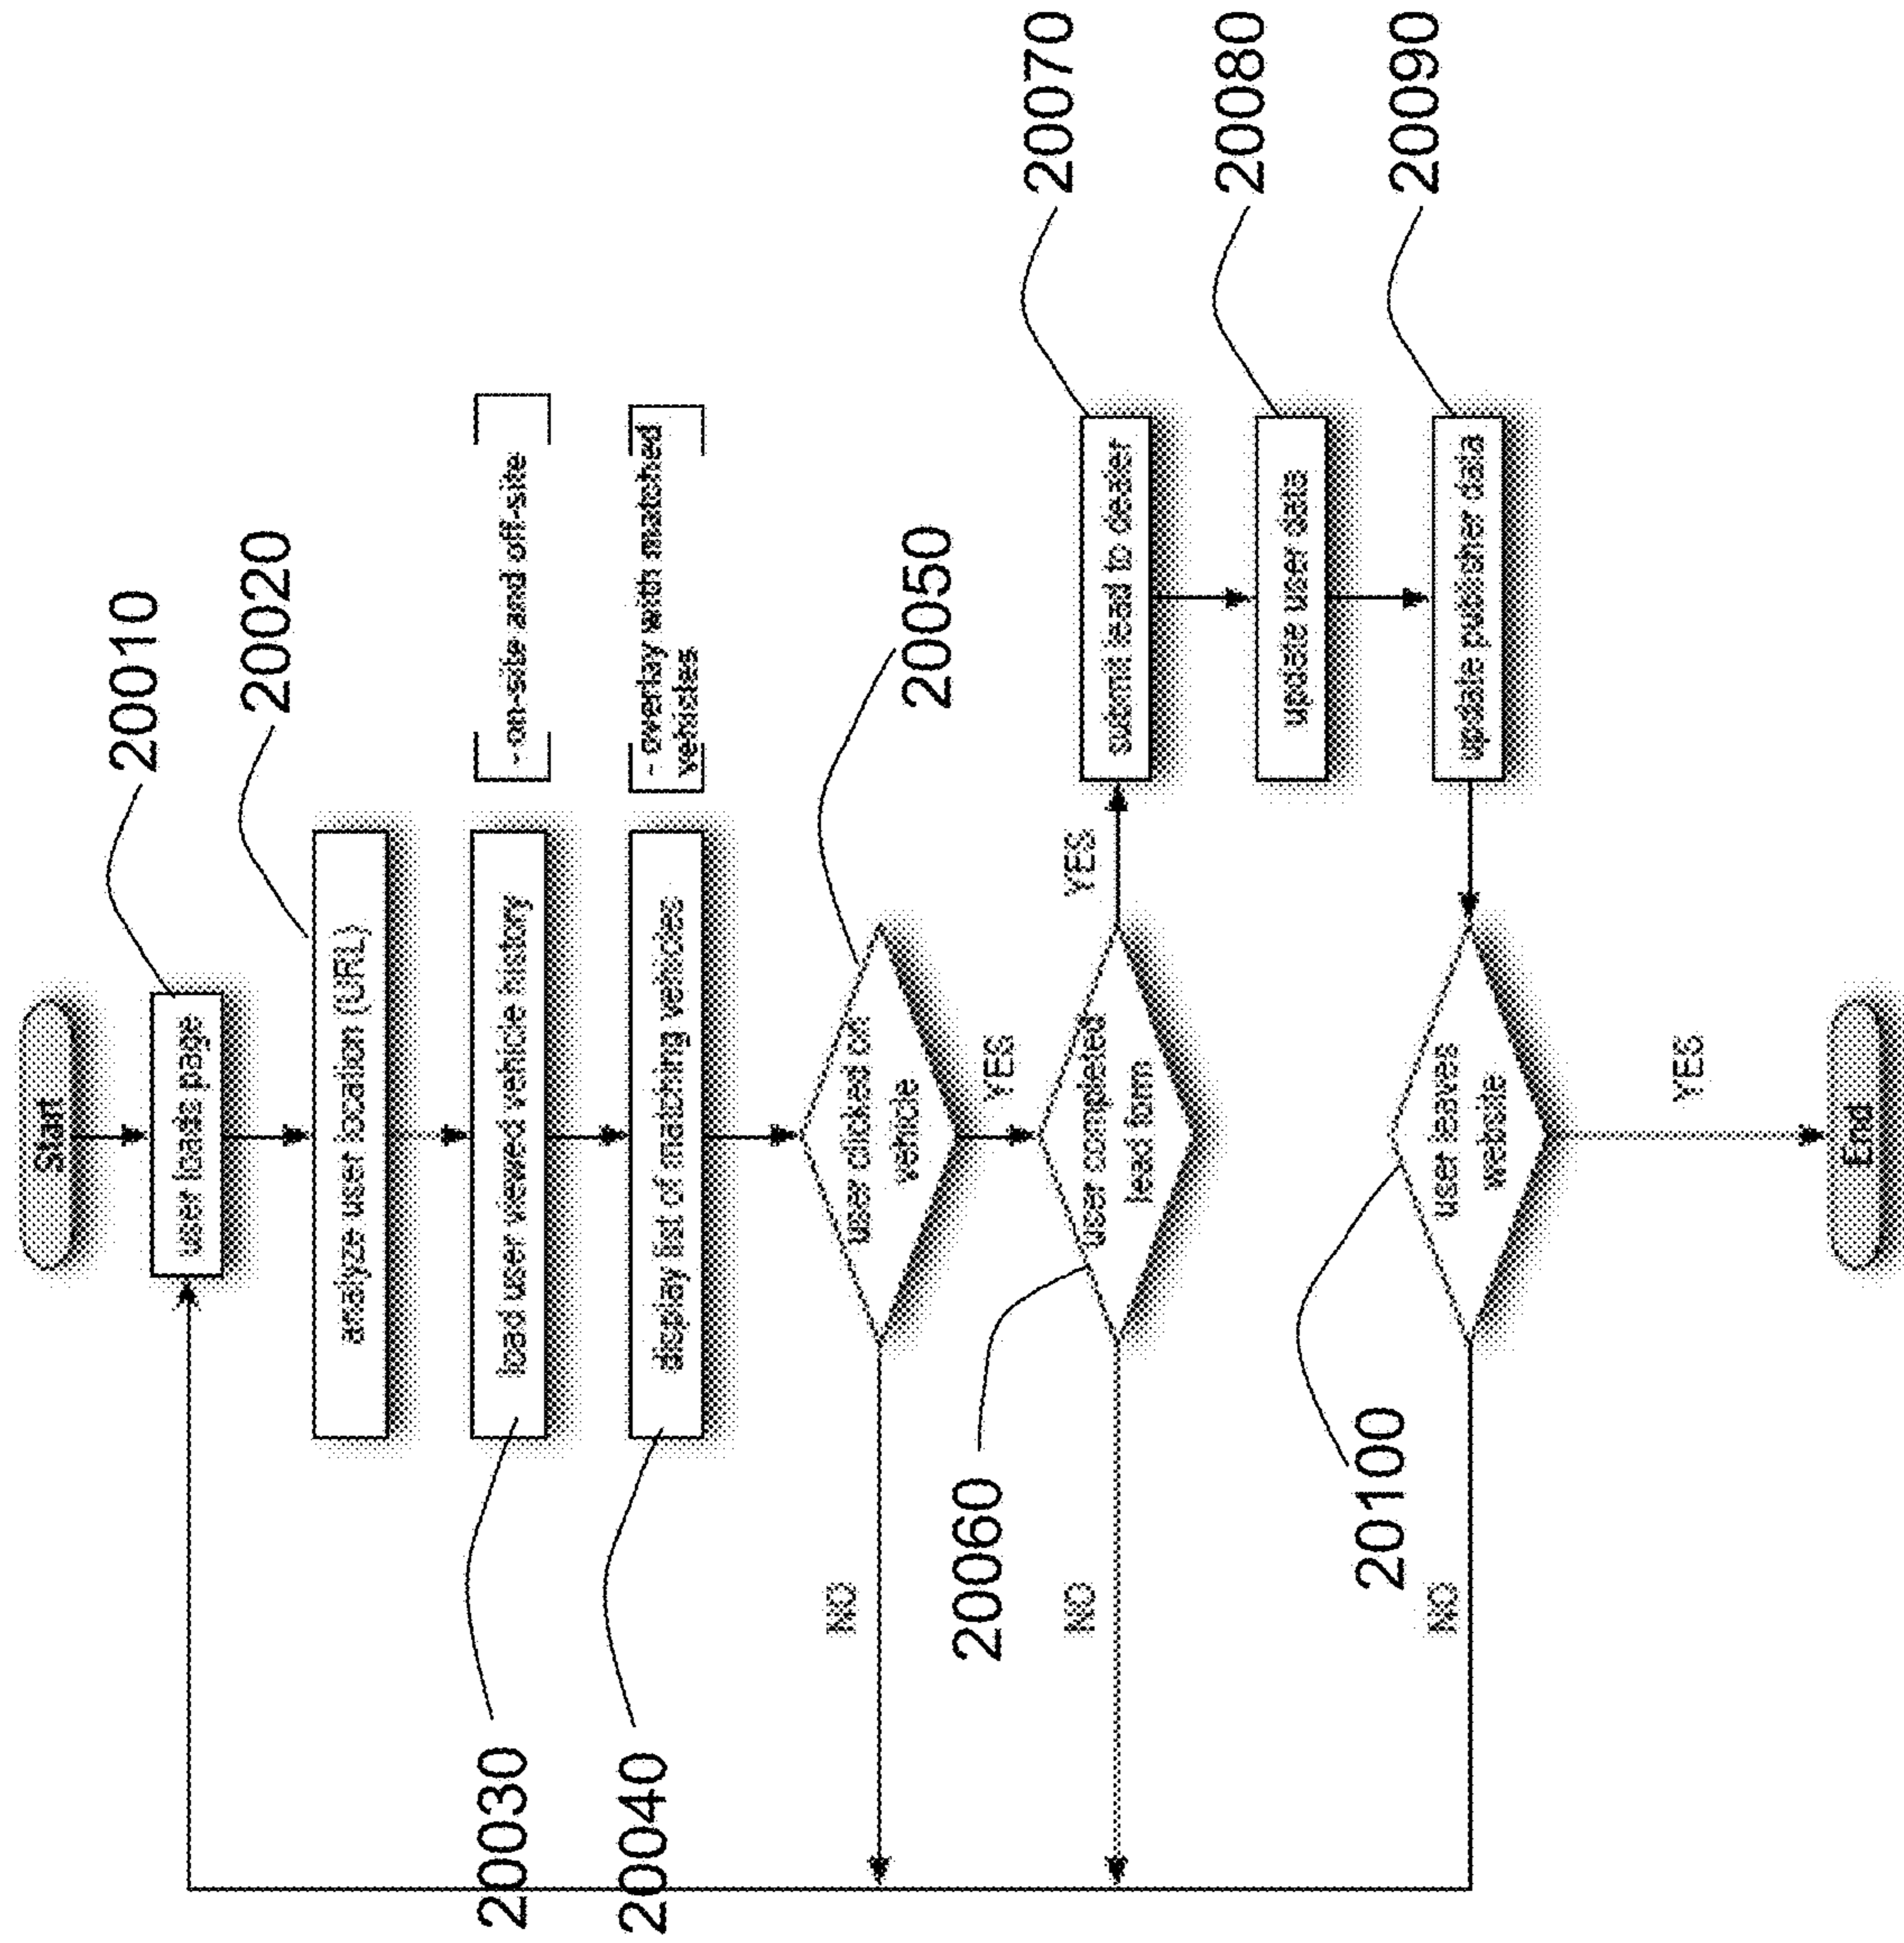 Start
20010
user loads page
20020
analyze user location (URL)
20030
load user viewed vehicle history
- on-site and off-site
20040
display list of matching vehicles
- overlay with matched
vehicles
20050
user clicked on
vehicle
NO
YES
20060
user completed
lead form
NO
YES
20070
submit lead to dealer
20080
update user data
20090
update publisher data
20100
user leaves
website
NO
YES
End